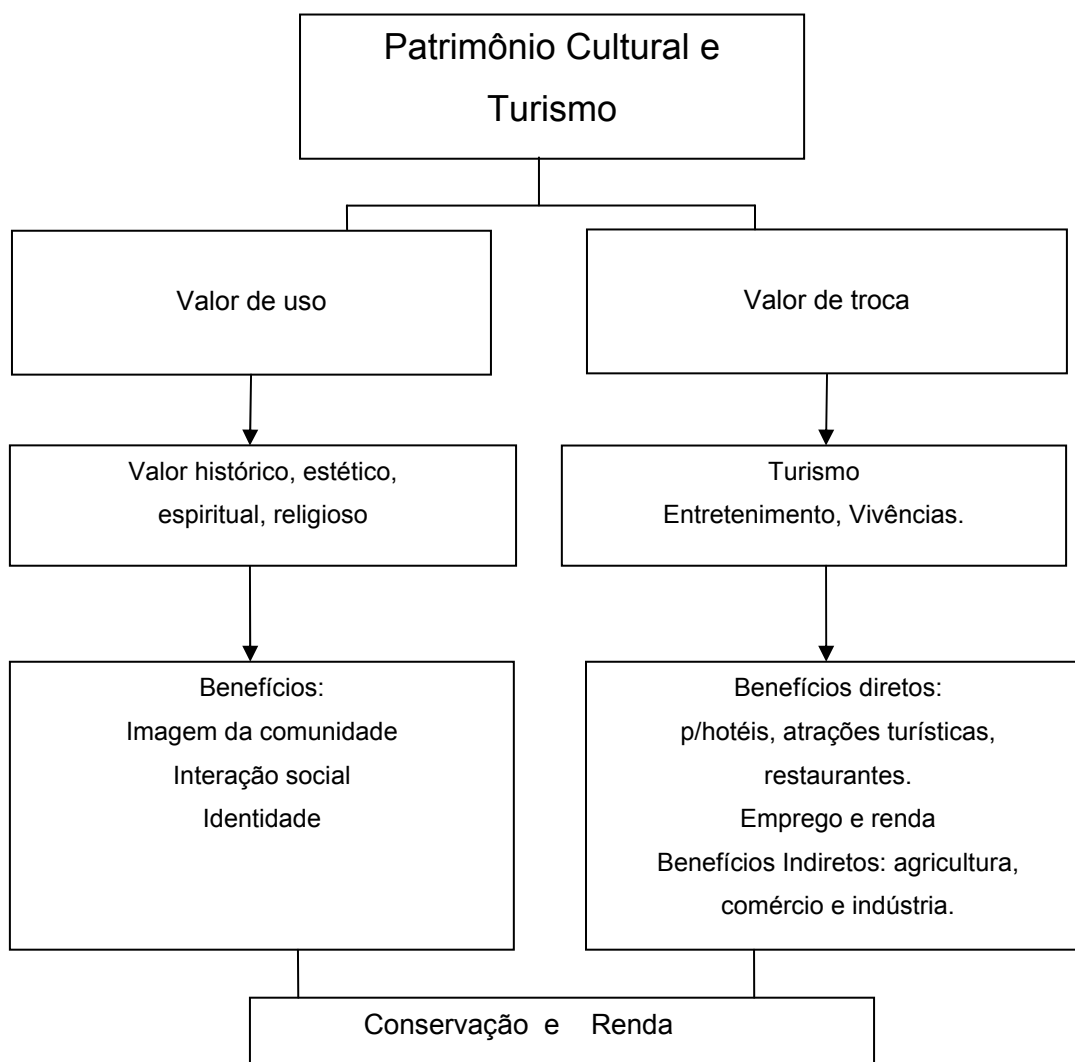 Patrimônio Cultural e
Turismo
Valor de uso
Valor de troca
Valor histórico, estético,
espiritual, religioso
Turismo
Entretenimento, Vivências.
Benefícios:
Imagem da comunidade
Interação social
Identidade
Benefícios diretos:
p/hotéis, atrações turísticas,
restaurantes.
Emprego e renda
Benefícios Indiretos: agricultura,
comércio e indústria.
Conservação e Renda